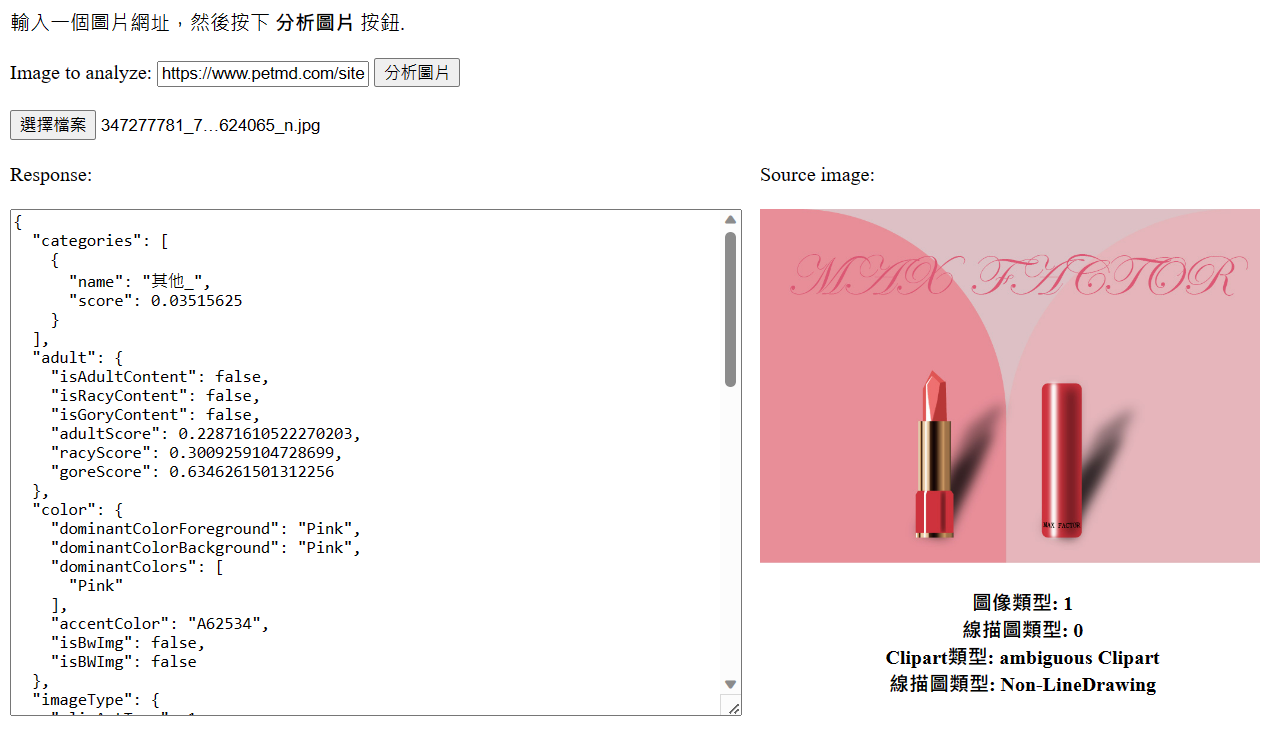 輸入一個圖片網址，然後按下 分析圖片 按鈕.
Image to analyze: https://www.petmd.com/site 分析圖片
選擇檔案 347277781_7…624065_n.jpg
Response:
{
  "categories": [
    {
      "name": "其他_",
      "score": 0.03515625
    }
  ],
  "adult": {
    "isAdultContent": false,
    "isRacyContent": false,
    "isGoryContent": false,
    "adultScore": 0.22871610522270203,
    "racyScore": 0.3009259104728699,
    "goreScore": 0.6346261501312256
  },
  "color": {
    "dominantColorForeground": "Pink",
    "dominantColorBackground": "Pink",
    "dominantColors": [
      "Pink"
    ],
    "accentColor": "A62534",
    "isBwImg": false,
    "isBWImg": false
  },
  "imageType": {
Source image:
MAX FACTOR
MAX FACTOR
圖像類型: 1
線描圖類型: 0
Clipart類型: ambiguous Clipart
線描圖類型: Non-LineDrawing